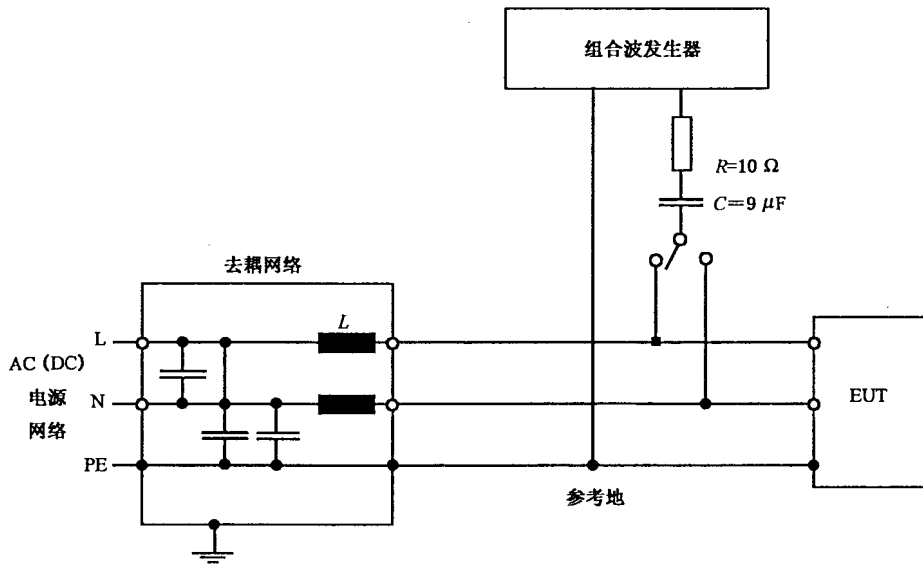 组合波发生器
R=10 Ω
C=9 μF
去耦网络
L
L
AC (DC)
电源
网络
N
PE
EUT
参考地